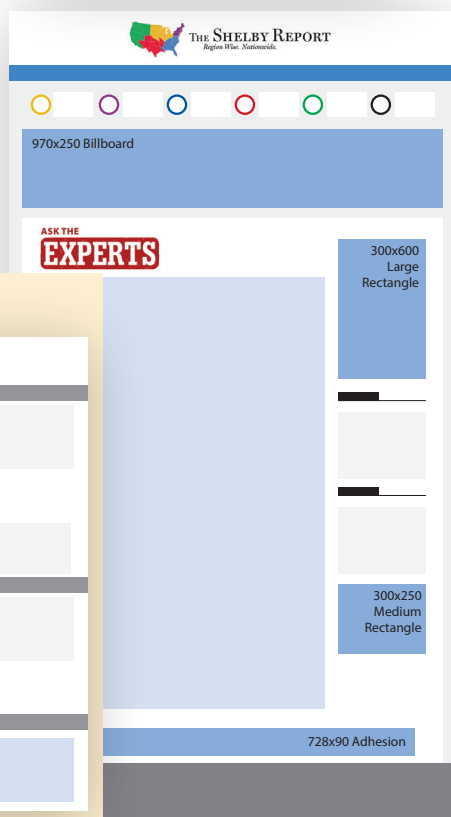 THE SHELBY REPORT
Region Wise. Nationwide.
970x250 Billboard
ASK THE
EXPERTS
300x600
Large
Rectangle
300x250
Medium
Rectangle
728x90 Adhesion